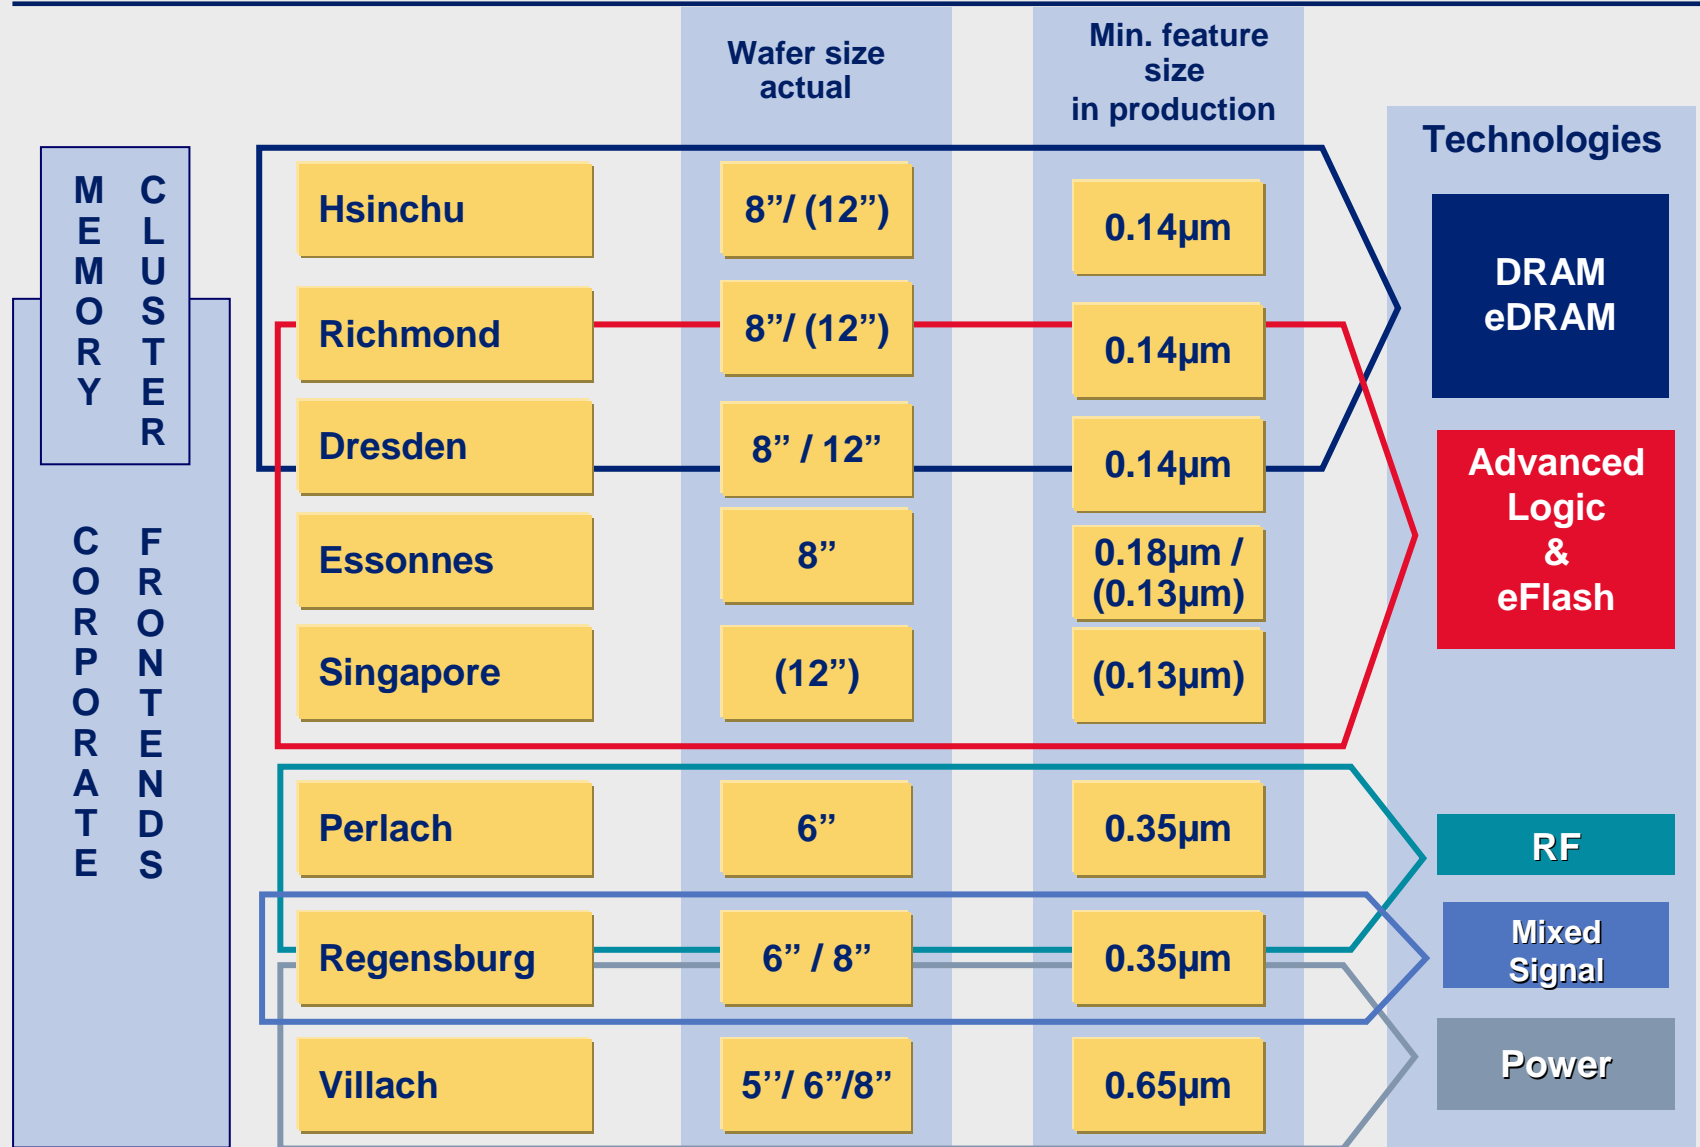 Wafer size
actual
Min. feature
size
in production
Technologies
MEMORY
CLUSTER
CORPORATE
FRONTENDS
Hsinchu
8”/ (12”)
0.14µm
Richmond
8”/ (12”)
0.14µm
Dresden
8” / 12”
0.14µm
Essonnes
8”
0.18µm /
(0.13µm)
Singapore
(12”)
(0.13µm)
Perlach
6”
0.35µm
Regensburg
6” / 8”
0.35µm
Villach
5’’/ 6”/8”
0.65µm
DRAM
eDRAM
Advanced
Logic
&
eFlash
RF
Mixed
Signal
Power